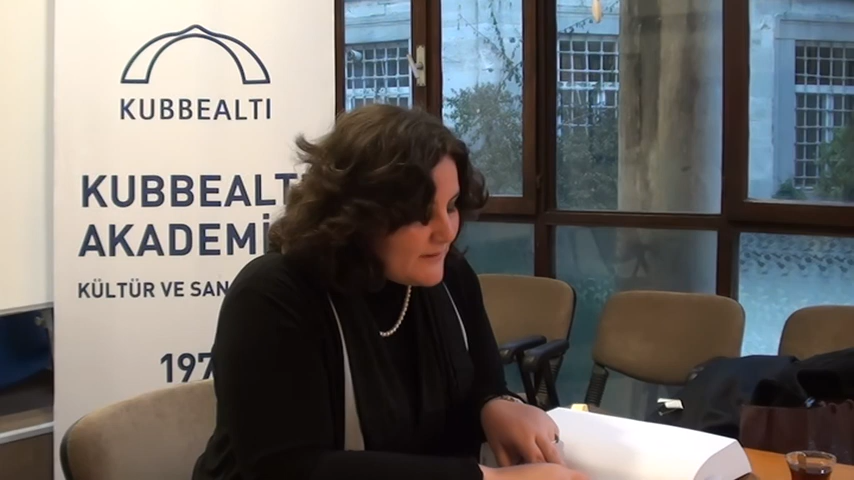 KUBBEALTI
KUBBEALT
AKADEMİ
KÜLTÜR VE SAN
197